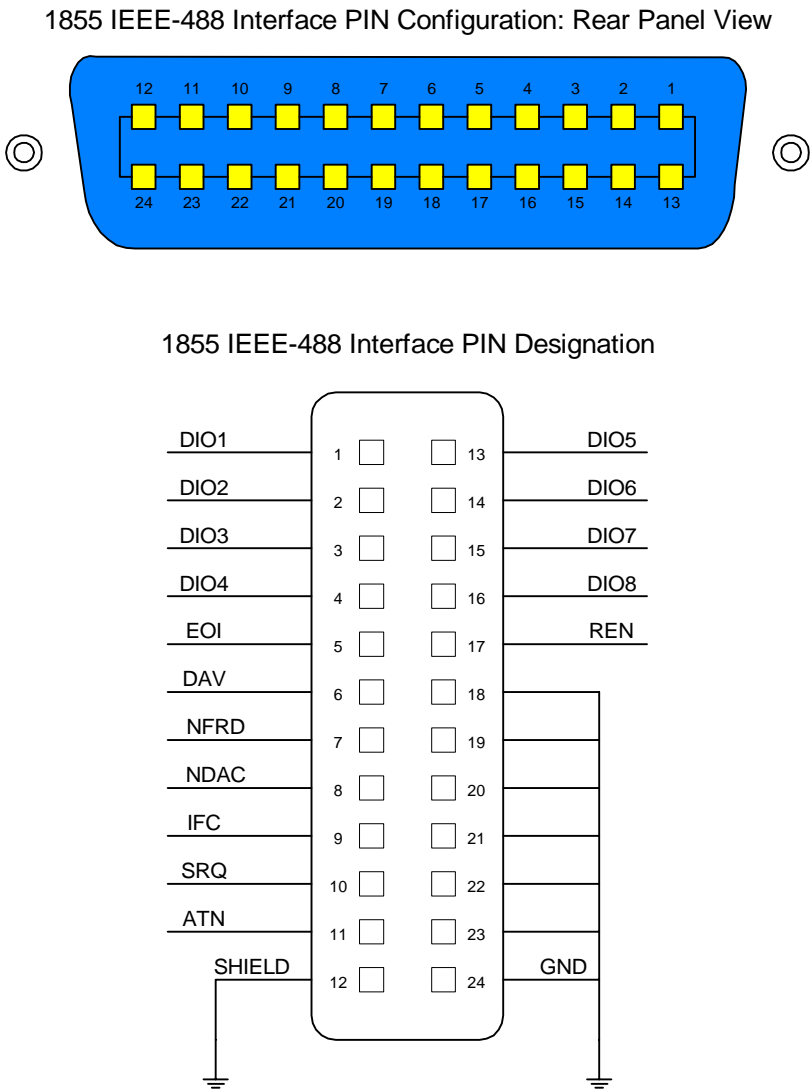 1855 IEEE-488 Interface PIN Configuration: Rear Panel View
12 11 10 9 8 7 6 5 4 3 2 1
24 23 22 21 20 19 18 17 16 15 14 13
1855 IEEE-488 Interface PIN Designation
DIO1 1 13 DIO5
DIO2 2 14 DIO6
DIO3 3 15 DIO7
DIO4 4 16 DIO8
EOI 5 17 REN
DAV 6 18
NFRD 7 19
NDAC 8 20
IFC 9 21
SRQ 10 22
ATN 11 23
SHIELD 12 24 GND